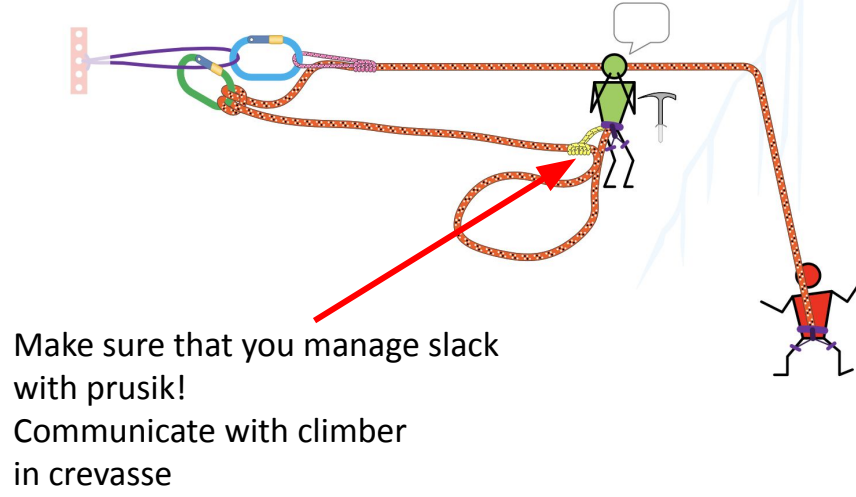 Make sure that you manage slack
with prusik!
Communicate with climber
in crevasse